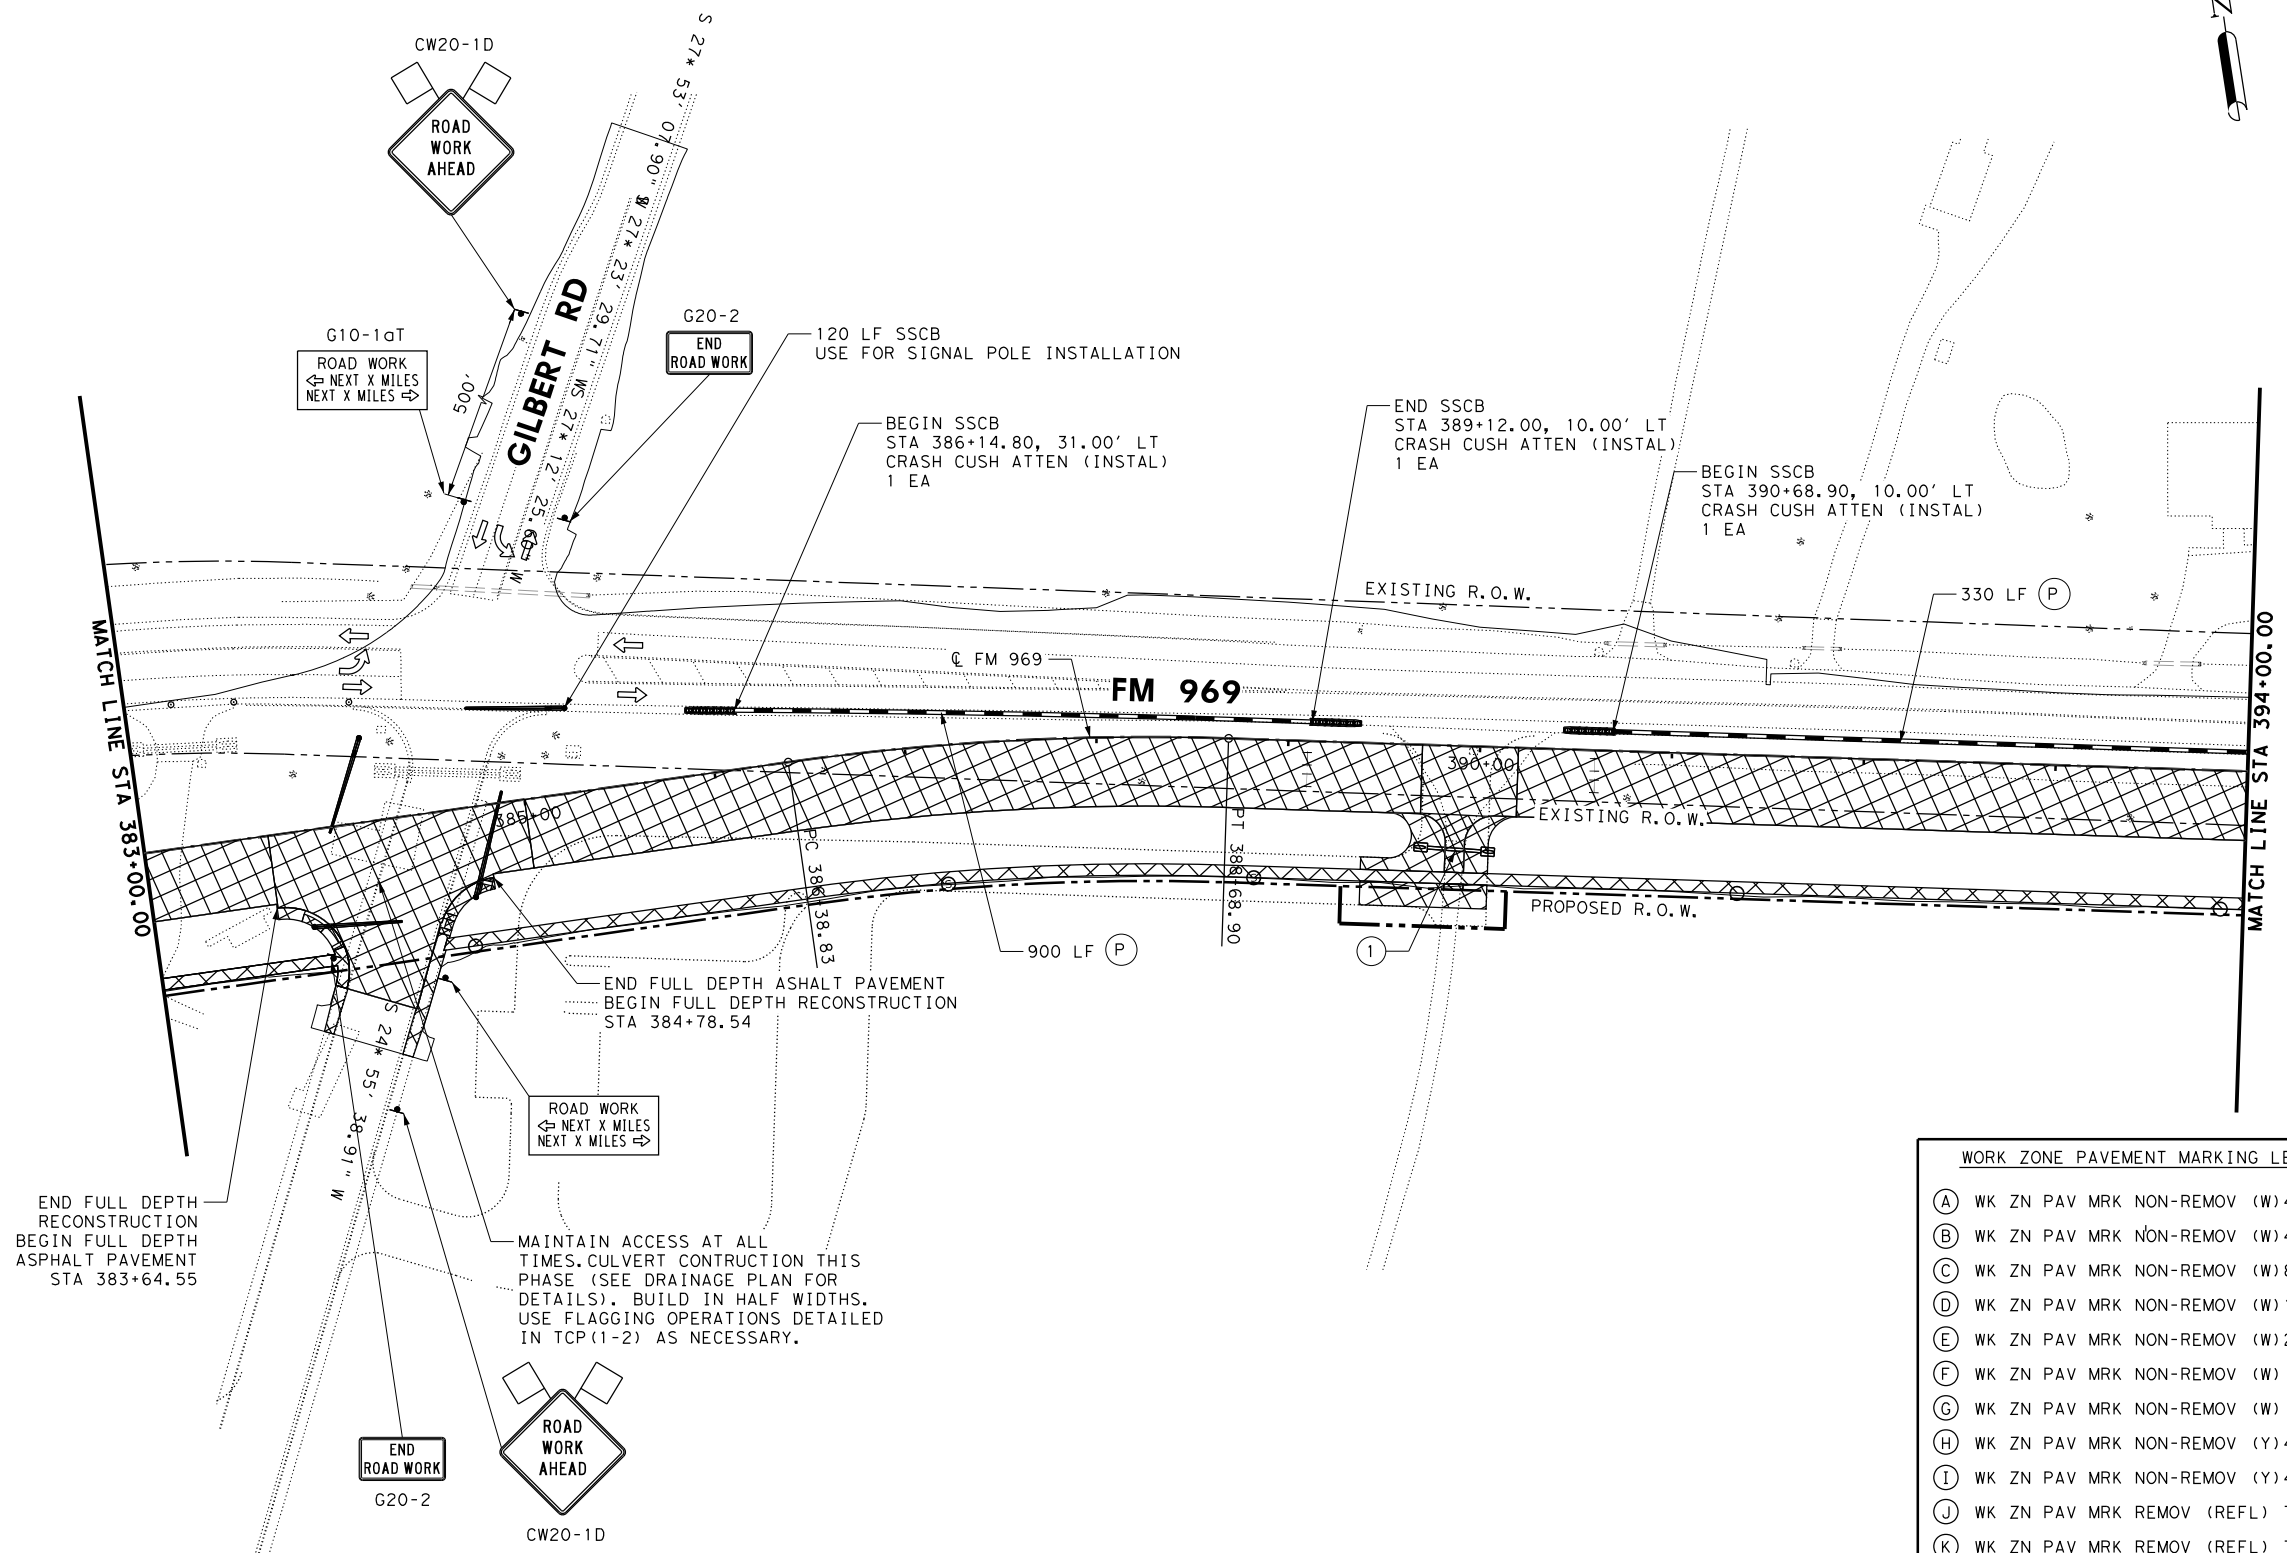 CW20-1D
ROAD
WORK
AHEAD
S 27* 53' 07.90" W
S 27* 23' 29.71" W
S 27* 12' 25.60" W
GILBERT RD
500'
G10-1aT
ROAD WORK
NEXT X MILES
NEXT X MILES
G20-2
END
ROAD WORK
120 LF SSCB
USE FOR SIGNAL POLE INSTALLATION
BEGIN SSCB
STA 386+14.80, 31.00' LT
CRASH CUSH ATTEN (INSTAL)
1 EA
END SSCB
STA 389+12.00, 10.00' LT
CRASH CUSH ATTEN (INSTAL)
1 EA
BEGIN SSCB
STA 390+68.90, 10.00' LT
CRASH CUSH ATTEN (INSTAL)
1 EA
EXISTING R.O.W.
330 LF P
℄ FM 969
FM 969
MATCH LINE STA 383+00.00
MATCH LINE STA 394+00.00
385+00
390+00
PC 386+38.83
PT 388+68.90
EXISTING R.O.W.
PROPOSED R.O.W.
900 LF P
1
END FULL DEPTH ASHALT PAVEMENT
BEGIN FULL DEPTH RECONSTRUCTION
STA 384+78.54
S 24* 55' 38.91" W
ROAD WORK
NEXT X MILES
NEXT X MILES
END FULL DEPTH
RECONSTRUCTION
BEGIN FULL DEPTH
ASPHALT PAVEMENT
STA 383+64.55
MAINTAIN ACCESS AT ALL
TIMES.CULVERT CONTRUCTION THIS
PHASE (SEE DRAINAGE PLAN FOR
DETAILS). BUILD IN HALF WIDTHS.
USE FLAGGING OPERATIONS DETAILED
IN TCP(1-2) AS NECESSARY.
END
ROAD WORK
G20-2
ROAD
WORK
AHEAD
CW20-1D
WORK ZONE PAVEMENT MARKING LE
A WK ZN PAV MRK NON-REMOV (W)4
B WK ZN PAV MRK NON-REMOV (W)4
C WK ZN PAV MRK NON-REMOV (W)8
D WK ZN PAV MRK NON-REMOV (W)
E WK ZN PAV MRK NON-REMOV (W)2
F WK ZN PAV MRK NON-REMOV (W)
G WK ZN PAV MRK NON-REMOV (W)
H WK ZN PAV MRK NON-REMOV (Y)4
I WK ZN PAV MRK NON-REMOV (Y)4
J WK ZN PAV MRK REMOV (REFL)
K WK ZN PAV MRK REMOV (REFL)